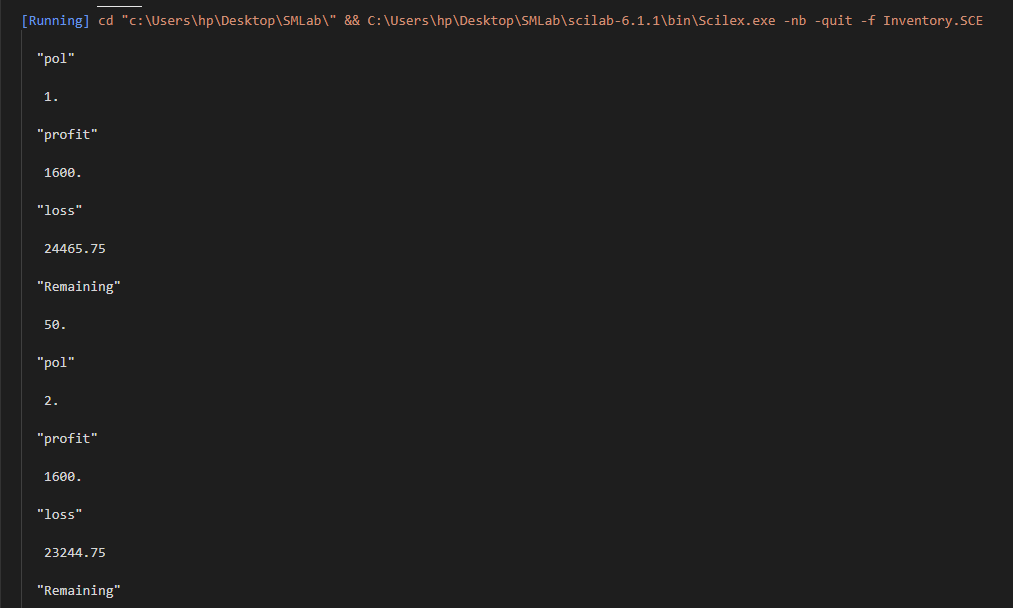 [Running] cd "c:\Users\hp\Desktop\SMLab\" && C:\Users\hp\Desktop\SMLab\scilab-6.1.1\bin\Scilex.exe -nb -quit -f Inventory.SCE
"pol"
1.
"profit"
1600.
"loss"
24465.75
"Remaining"
50.
"pol"
2.
"profit"
1600.
"loss"
23244.75
"Remaining"